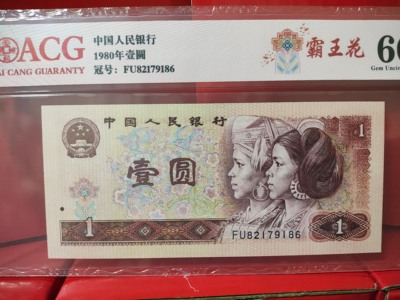 ACG
AI CANG GUARANTY
中国人民银行
1980年壹圆
冠号：FU82179186
霸王花
Gem Unc
中国人民银行
1
壹圆
FU82179186
1
1